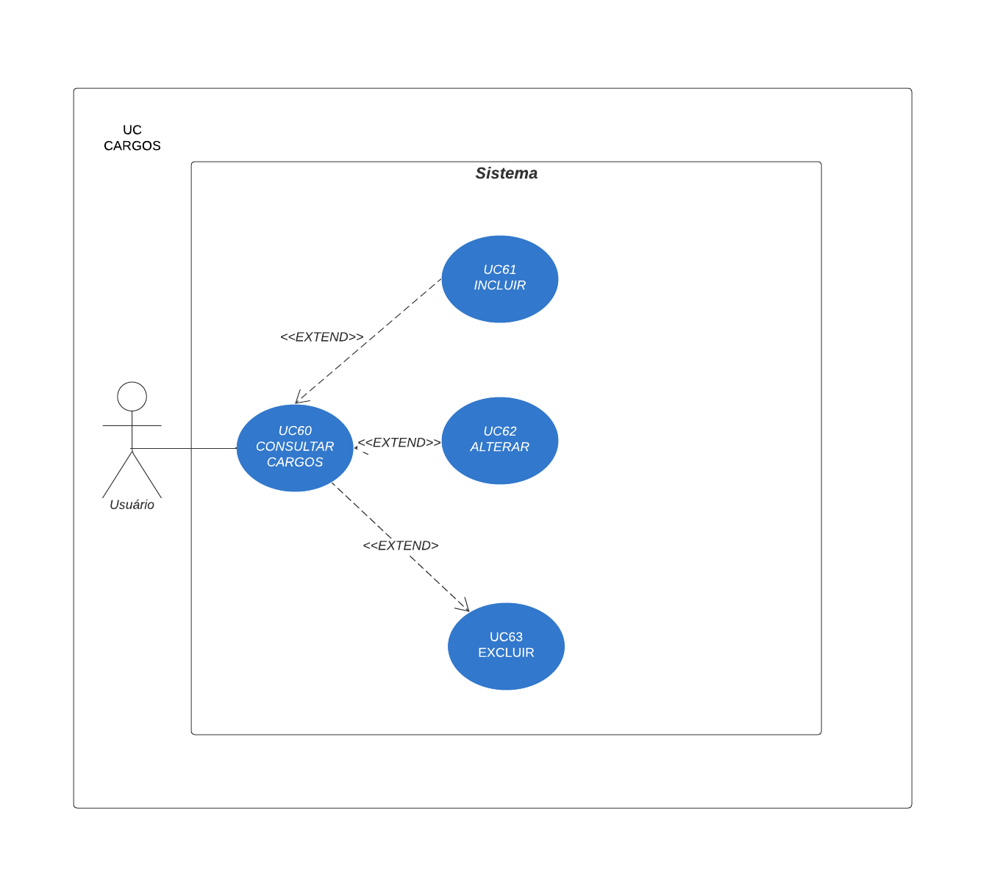 UC
CARGOS
Sistema
UC61
INCLUIR
<<EXTEND>>
UC60
CONSULTAR
CARGOS
<<EXTEND>>
UC62
ALTERAR
Usuário
<<EXTEND>
UC63
EXCLUIR